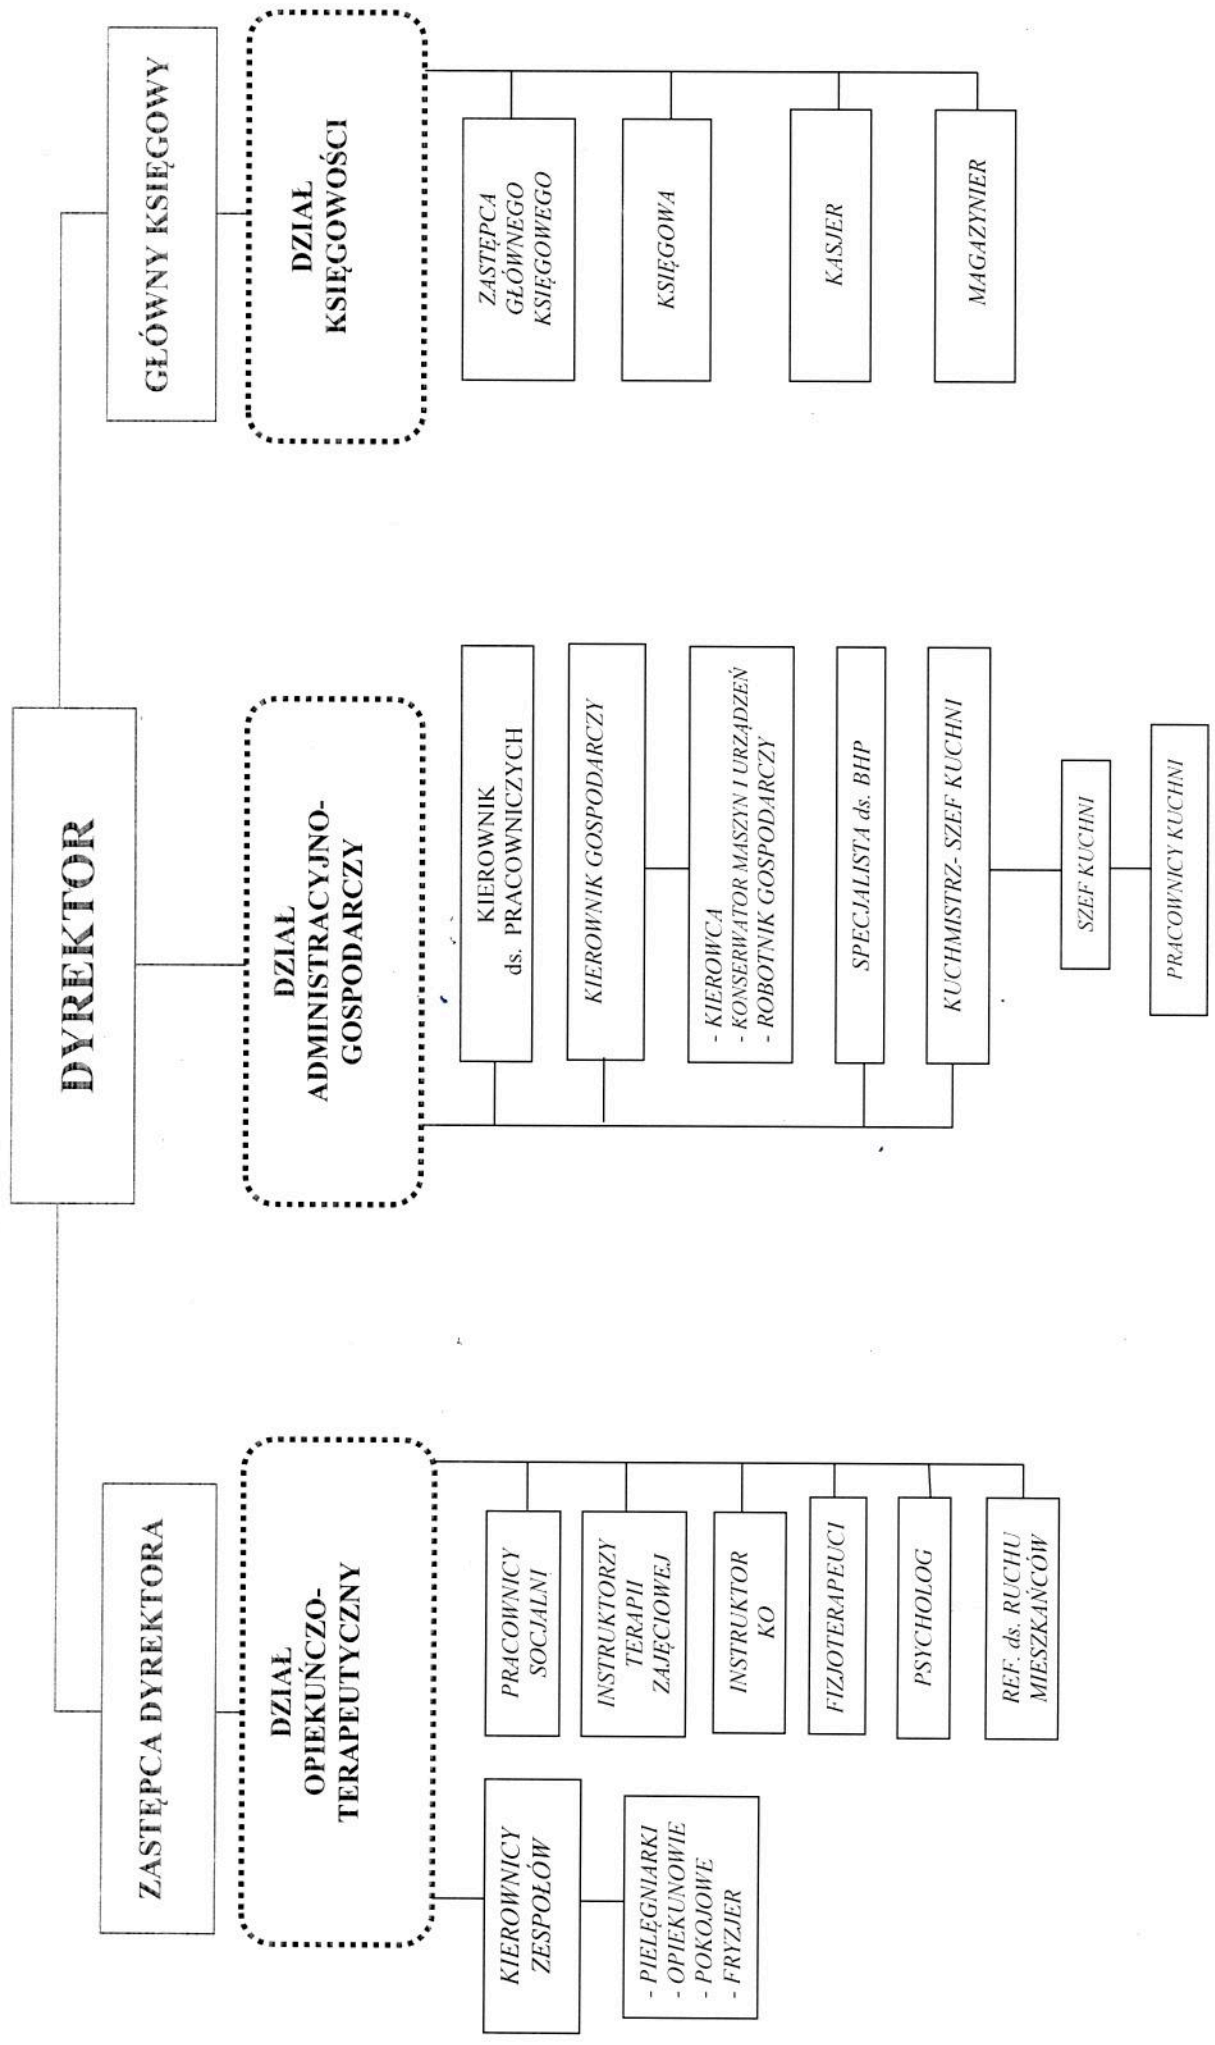 DYREKTOR
ZASTĘPCA DYREKTORA
GŁÓWNY KSIĘGOWY
DZIAŁ
OPIEKUŃCZO-
TERAPEUTYCZNY
KIEROWNICY
ZESPOŁÓW
- PIELĘGNIARKI
- OPIEKUNOWIE
- POKOJOWE
- FRYZJER
PRACOWNICY
SOCJALNI
INSTRUKTORZY
TERAPII
ZAJĘCIOWEJ
INSTRUKTOR
KO
FIZJOTERAPEUCI
PSYCHOLOG
REF. ds. RUCHU
MIESZKAŃCÓW
DZIAŁ
ADMINISTRACYJNO-
GOSPODARCZY
KIEROWNIK
ds. PRACOWNICZYCH
KIEROWNIK GOSPODARCZY
- KIEROWCA
- KONSERWATOR MASZYN I URZĄDZEŃ
- ROBOTNIK GOSPODARCZY
SPECJALISTA ds. BHP
KUCHMISTRZ- SZEF KUCHNI
SZEF KUCHNI
PRACOWNICY KUCHNI
DZIAŁ
KSIĘGOWOŚCI
ZASTĘPCA
GŁÓWNEGO
KSIĘGOWEGO
KSIĘGOWA
KASJER
MAGAZYNIER